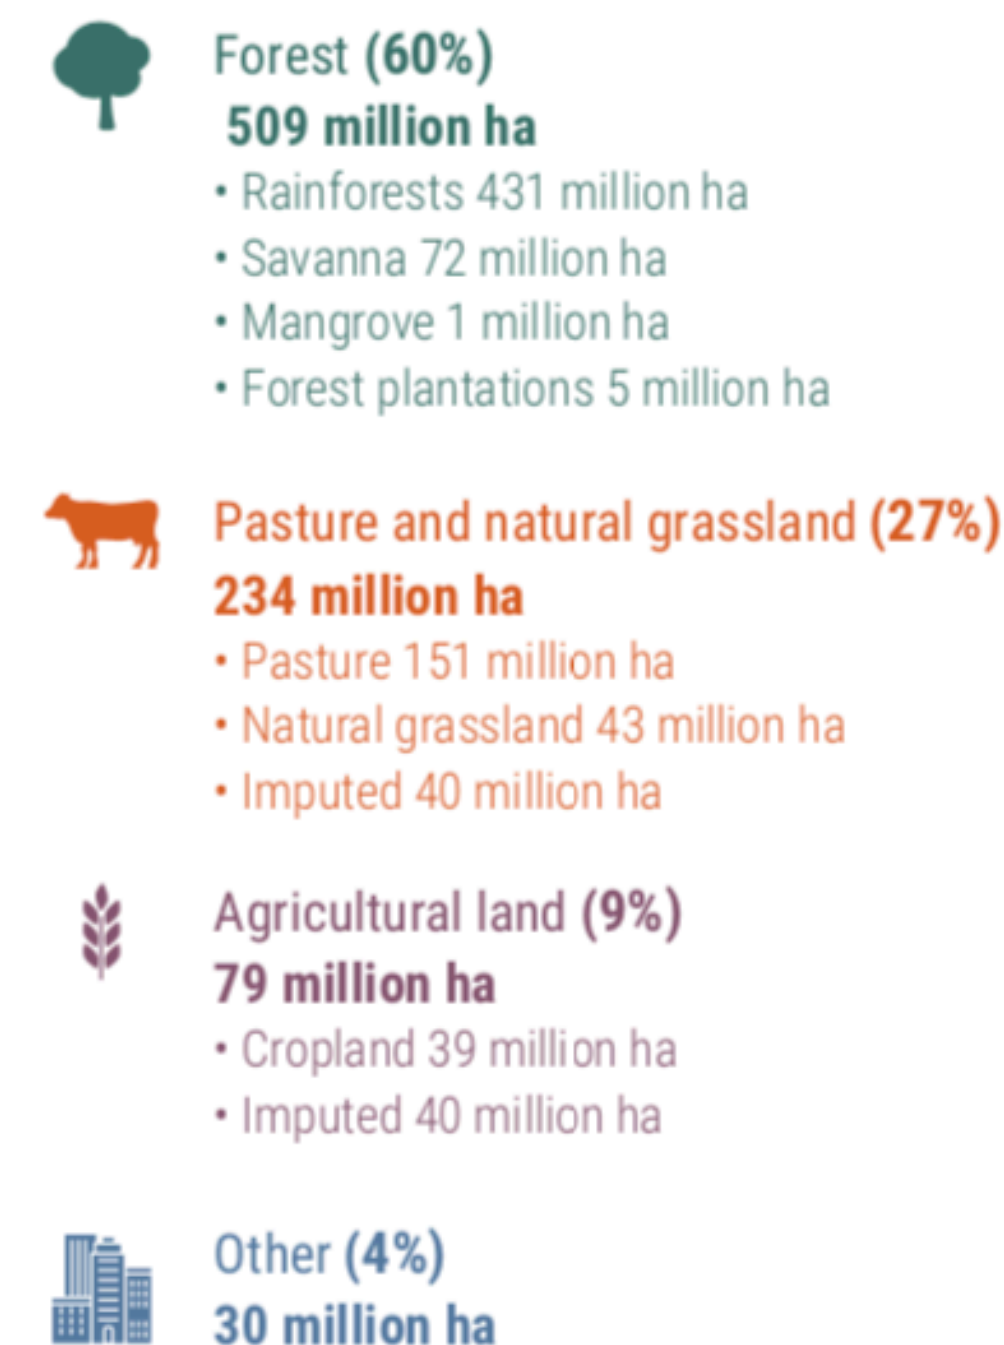 Forest (60%)
509 million ha
• Rainforests 431 million ha
• Savanna 72 million ha
• Mangrove 1 million ha
• Forest plantations 5 million ha
Pasture and natural grassland (27%)
234 million ha
• Pasture 151 million ha
• Natural grassland 43 million ha
• Imputed 40 million ha
Agricultural land (9%)
79 million ha
• Cropland 39 million ha
• Imputed 40 million ha
Other (4%)
30 million ha